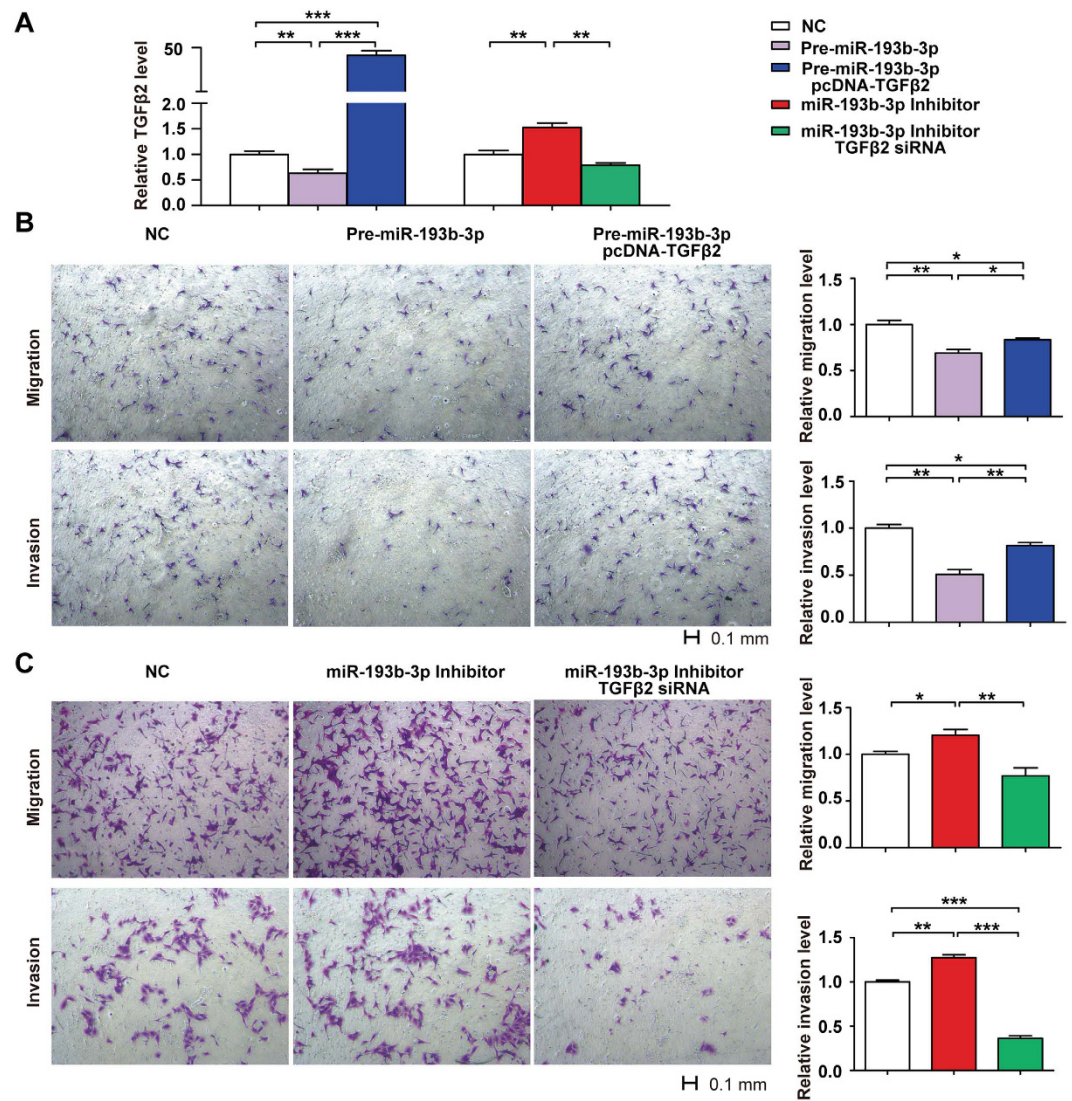 A
Relative TGFβ2 level
50
2.0
1.5
1.0
0.5
0.0
***
** ***
** **
NC
Pre-miR-193b-3p
Pre-miR-193b-3p
pcDNA-TGFβ2
miR-193b-3p Inhibitor
miR-193b-3p Inhibitor
TGFβ2 siRNA
B
NC
Pre-miR-193b-3p
Pre-miR-193b-3p
pcDNA-TGFβ2
Migration
Invasion
0.1 mm
Relative migration level
1.5
1.0
0.5
0.0
*
** *
Relative invasion level
1.5
1.0
0.5
0.0
*
** **
C
NC
miR-193b-3p Inhibitor
miR-193b-3p Inhibitor
TGFβ2 siRNA
Migration
Invasion
0.1 mm
Relative migration level
1.5
1.0
0.5
0.0
* **
Relative invasion level
1.5
1.0
0.5
0.0
***
** ***